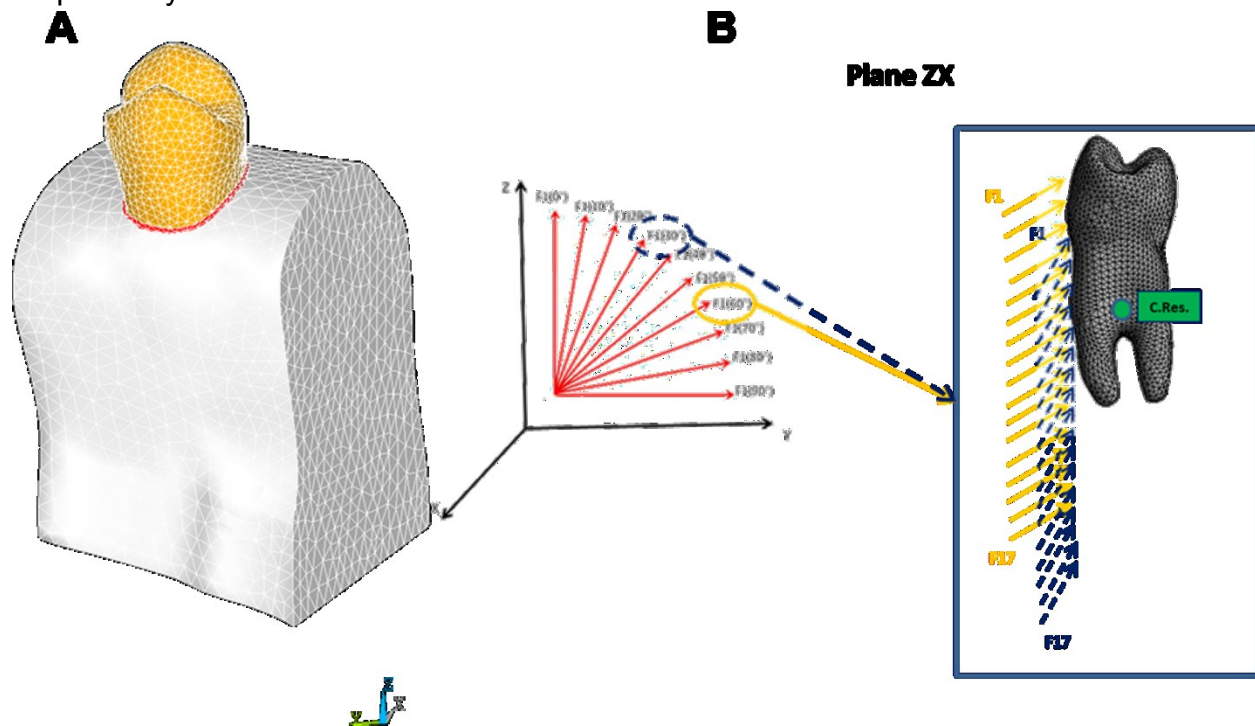 A
B
Plane ZX
Z
F1(0°)
F1(10°)
F1(20°)
F1(30°)
F1(40°)
F1(50°)
F1(60°)
F1(70°)
F1(80°)
F1(90°)
Y
X
F1
F1
C.Res.
F17
F17
Z
Y
X